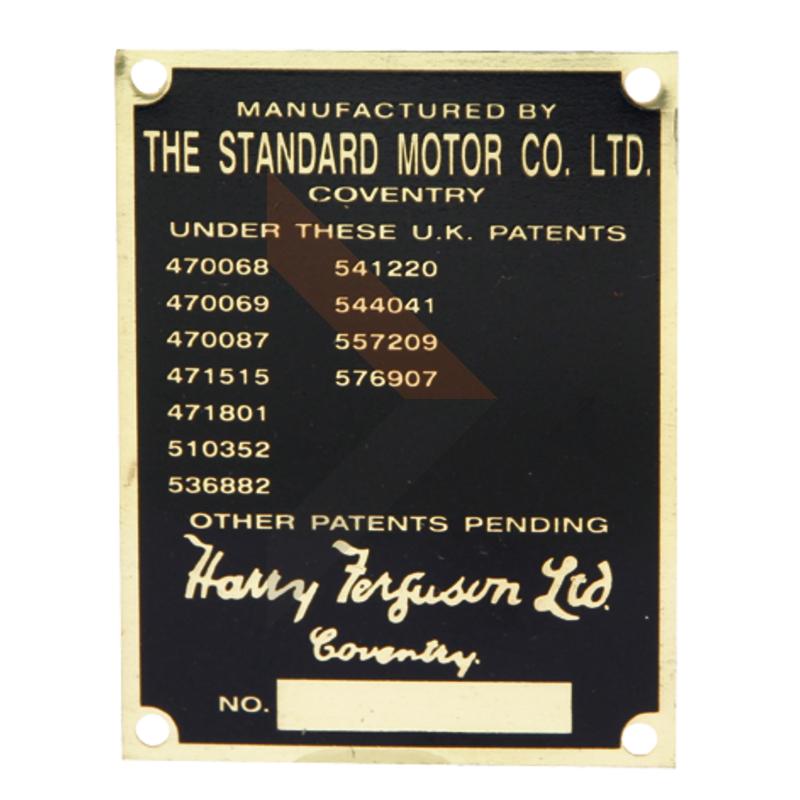 MANUFACTURED BY
THE STANDARD MOTOR CO. LTD.
COVENTRY
UNDER THESE U.K. PATENTS
470068 541220
470069 544041
470087 557209
471515 576907
471801
510352
536882
OTHER PATENTS PENDING
Harry Ferguson Ltd.
Coventry.
NO.